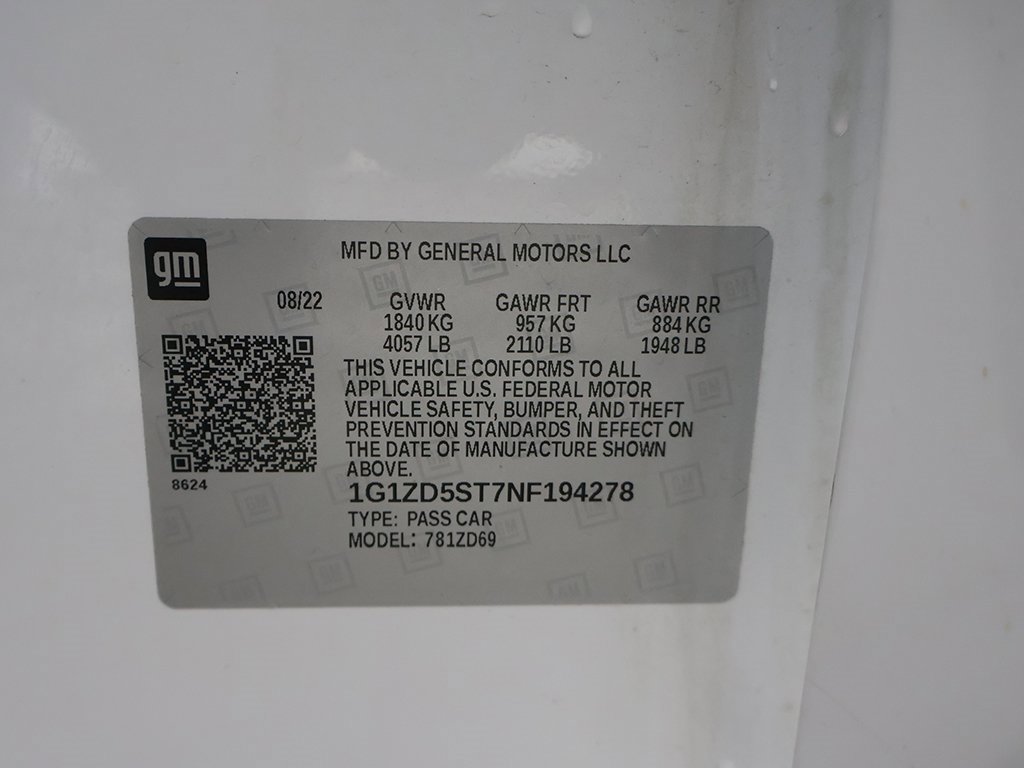 gm
MFD BY GENERAL MOTORS LLC
08/22
GVWR GAWR FRT GAWR RR
1840 KG 957 KG 884 KG
4057 LB 2110 LB 1948 LB
THIS VEHICLE CONFORMS TO ALL
APPLICABLE U.S. FEDERAL MOTOR
VEHICLE SAFETY, BUMPER, AND THEFT
PREVENTION STANDARDS IN EFFECT ON
THE DATE OF MANUFACTURE SHOWN
ABOVE.
8624
1G1ZD5ST7NF194278
TYPE: PASS CAR
MODEL: 781ZD69